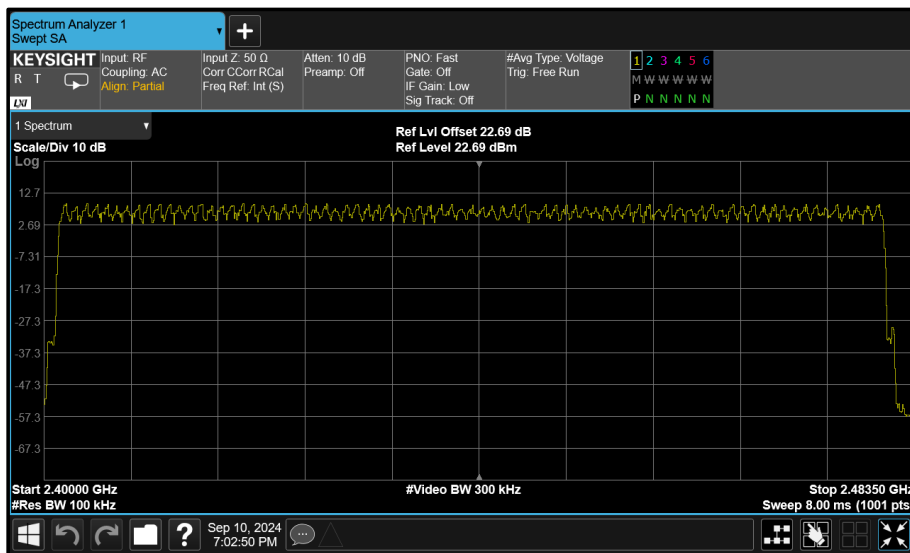 Spectrum Analyzer 1
Swept SA
KEYSIGHT
R T
LXI
Input: RF
Coupling: AC
Align: Partial
Input Z: 50 Ω
Corr CCorr RCal
Freq Ref: Int (S)
Atten: 10 dB
Preamp: Off
PNO: Fast
Gate: Off
IF Gain: Low
Sig Track: Off
#Avg Type: Voltage
Trig: Free Run
1 2 3 4 5 6
M W W W W W
P N N N N N
1 Spectrum
Scale/Div 10 dB
Ref Lvl Offset 22.69 dB
Ref Level 22.69 dBm
Log
12.7
2.69
-7.31
-17.3
-27.3
-37.3
-47.3
-57.3
-67.3
Start 2.40000 GHz
#Res BW 100 kHz
#Video BW 300 kHz
Stop 2.48350 GHz
Sweep 8.00 ms (1001 pts
Sep 10, 2024
7:02:50 PM